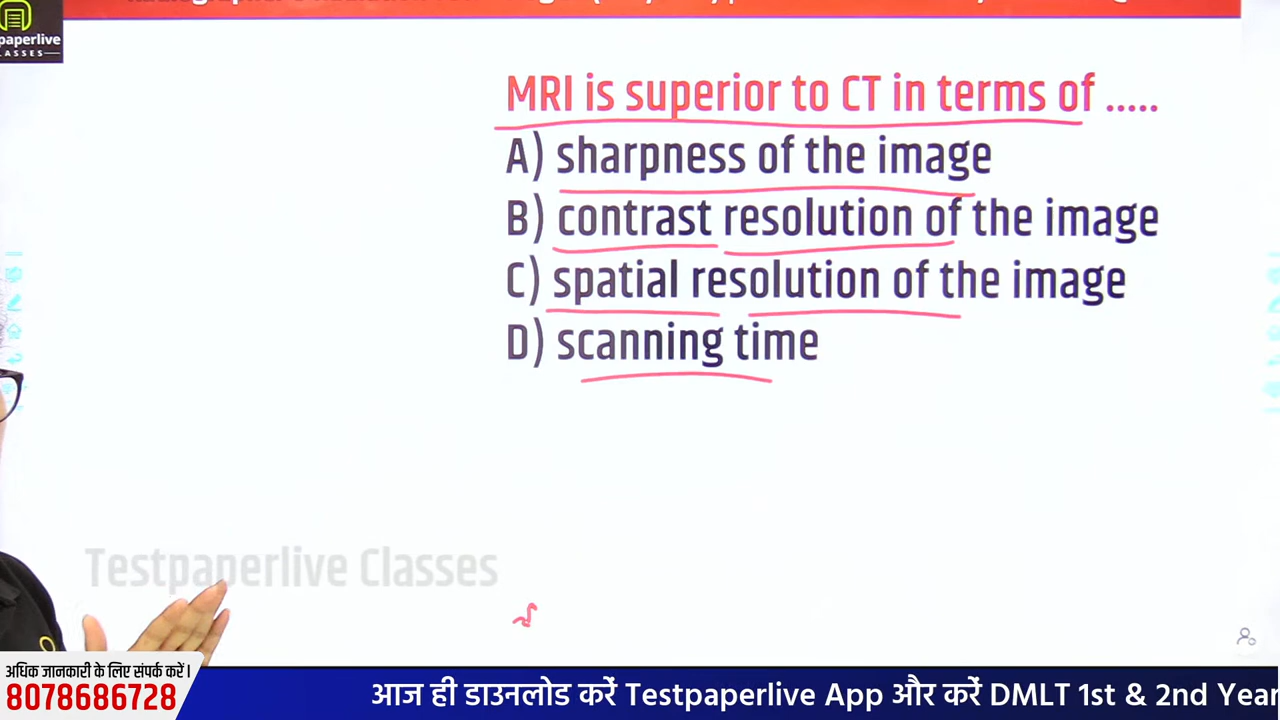 paperlive
CLASSES
MRI is superior to CT in terms of .....
A) sharpness of the image
B) contrast resolution of the image
C) spatial resolution of the image
D) scanning time
Testpaperlive Classes
अधिक जानकारी के लिए संपर्क करें।
8078686728
आज ही डाउनलोड करें Testpaperlive App और करें DMLT 1st & 2nd Year